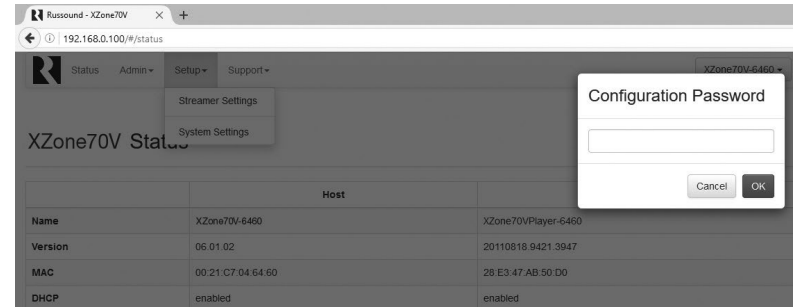 Russound - XZone70V
192.168.0.100/#/status
Status Admin Setup Support XZone70V-6460
Streamer Settings
System Settings
Configuration Password
Cancel OK
XZone70V Status
Host
Name XZone70V-6460 XZone70VPlayer-6460
Version 06.01.02 20110818.9421.3947
MAC 00:21:C7:04:64:60 28:E3:47:AB:50:D0
DHCP enabled enabled